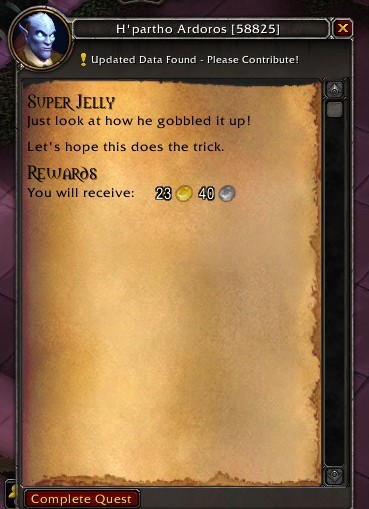 H'partho Ardoros [58825]
Updated Data Found - Please Contribute!
Super Jelly
Just look at how he gobbled it up!
Let's hope this does the trick.
Rewards
You will receive: 23 40
Complete Quest